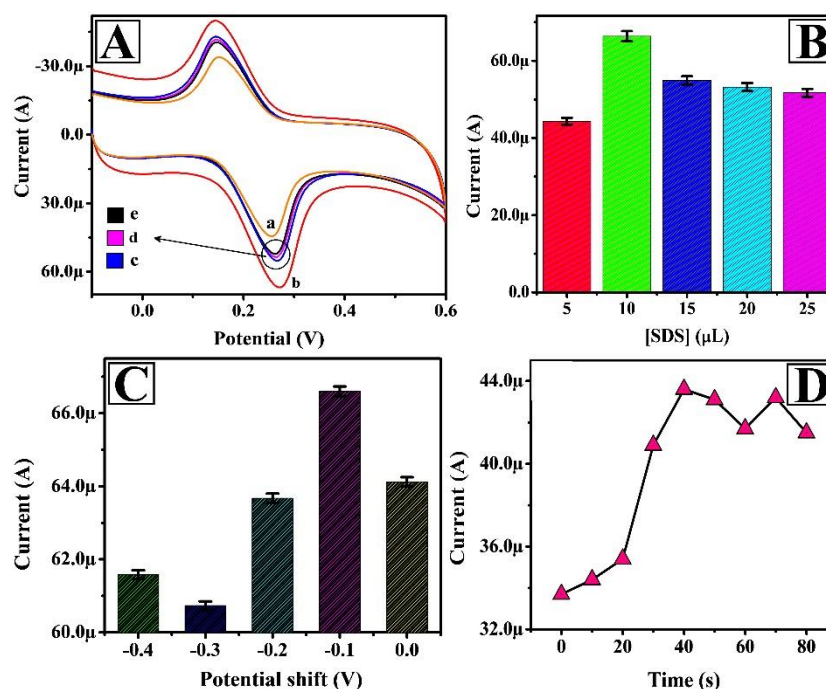 A
-30.0µ
0.0
30.0µ
60.0µ
Current (A)
a
b
e
d
c
0.0
0.2
0.4
0.6
Potential (V)
B
60.0µ
40.0µ
20.0µ
0.0
Current (A)
5
10
15
20
25
[SDS] (µL)
C
66.0µ
64.0µ
62.0µ
60.0µ
Current (A)
-0.4
-0.3
-0.2
-0.1
0.0
Potential shift (V)
D
44.0µ
40.0µ
36.0µ
32.0µ
Current (A)
0
20
40
60
80
Time (s)